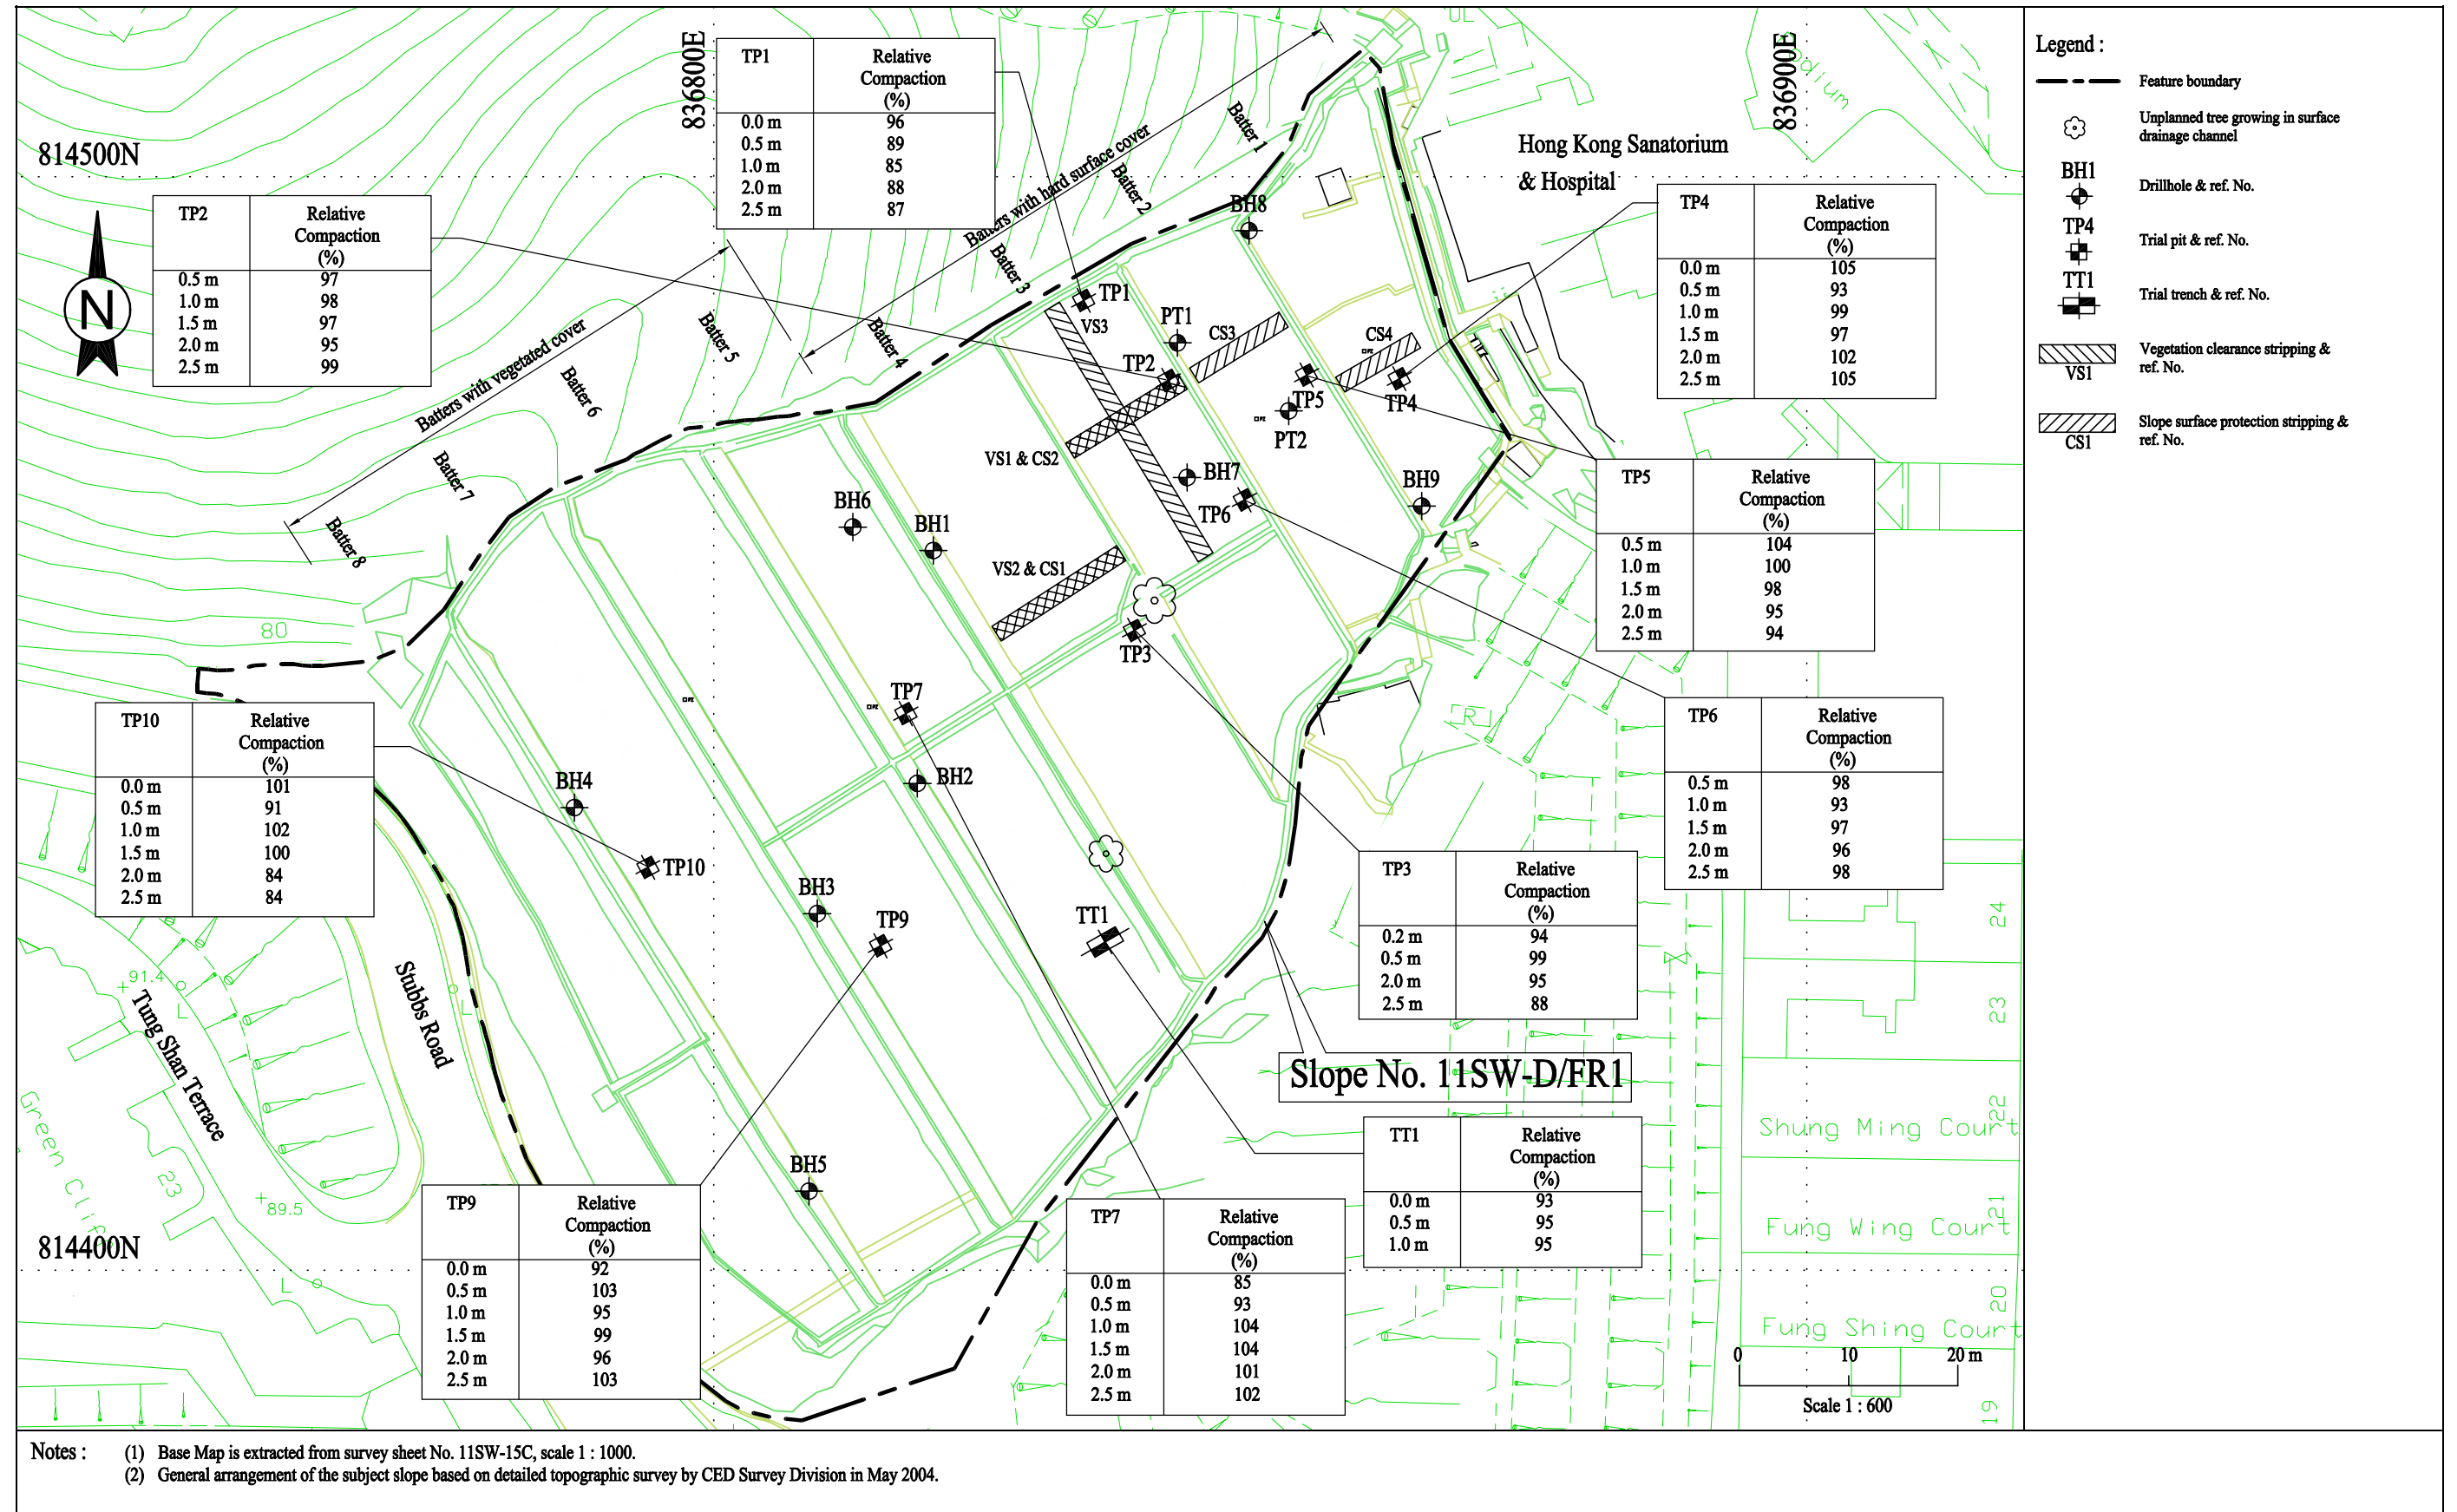 836800E
836900E
814500N
814400N
Legend :
Feature boundary
Unplanned tree growing in surface
drainage channel
BH1
Drillhole & ref. No.
TP4
Trial pit & ref. No.
TT1
Trial trench & ref. No.
Vegetation clearance stripping &
ref. No.
VS1
Slope surface protection stripping &
ref. No.
CS1
TP1 Relative
Compaction
(%)
0.0 m 96
0.5 m 89
1.0 m 85
2.0 m 88
2.5 m 87
TP2 Relative
Compaction
(%)
0.5 m 97
1.0 m 98
1.5 m 97
2.0 m 95
2.5 m 99
N
Hong Kong Sanatorium
& Hospital
TP4 Relative
Compaction
(%)
0.0 m 105
0.5 m 93
1.0 m 99
1.5 m 97
2.0 m 102
2.5 m 105
Batters with hard surface cover
Batters with vegetated cover
Batter 1
Batter 2
Batter 3
Batter 4
Batter 5
Batter 6
Batter 7
Batter 8
BH8
TP1
VS3
PT1
CS3
CS4
TP2
TP5
TP4
PT2
VS1 & CS2
BH7
TP6
BH9
BH6
BH1
VS2 & CS1
TP3
TP7
BH2
BH4
TP10
BH3
TP9
TT1
BH5
TP5 Relative
Compaction
(%)
0.5 m 104
1.0 m 100
1.5 m 98
2.0 m 95
2.5 m 94
TP6 Relative
Compaction
(%)
0.5 m 98
1.0 m 93
1.5 m 97
2.0 m 96
2.5 m 98
TP10 Relative
Compaction
(%)
0.0 m 101
0.5 m 91
1.0 m 102
1.5 m 100
2.0 m 84
2.5 m 84
TP3 Relative
Compaction
(%)
0.2 m 94
0.5 m 99
2.0 m 95
2.5 m 88
Slope No. 11SW-D/FR1
TT1 Relative
Compaction
(%)
0.0 m 93
0.5 m 95
1.0 m 95
TP9 Relative
Compaction
(%)
0.0 m 92
0.5 m 103
1.0 m 95
1.5 m 99
2.0 m 96
2.5 m 103
TP7 Relative
Compaction
(%)
0.0 m 85
0.5 m 93
1.0 m 104
1.5 m 104
2.0 m 101
2.5 m 102
80
91.4
89.5
23
Tung Shan Terrace
Stubbs Road
Green
R
24
23
22
21
20
19
Shung Ming Court
Fung Wing Court
Fung Shing Court
0 10 20 m
Scale 1 : 600
Notes :
(1) Base Map is extracted from survey sheet No. 11SW-15C, scale 1 : 1000.
(2) General arrangement of the subject slope based on detailed topographic survey by CED Survey Division in May 2004.